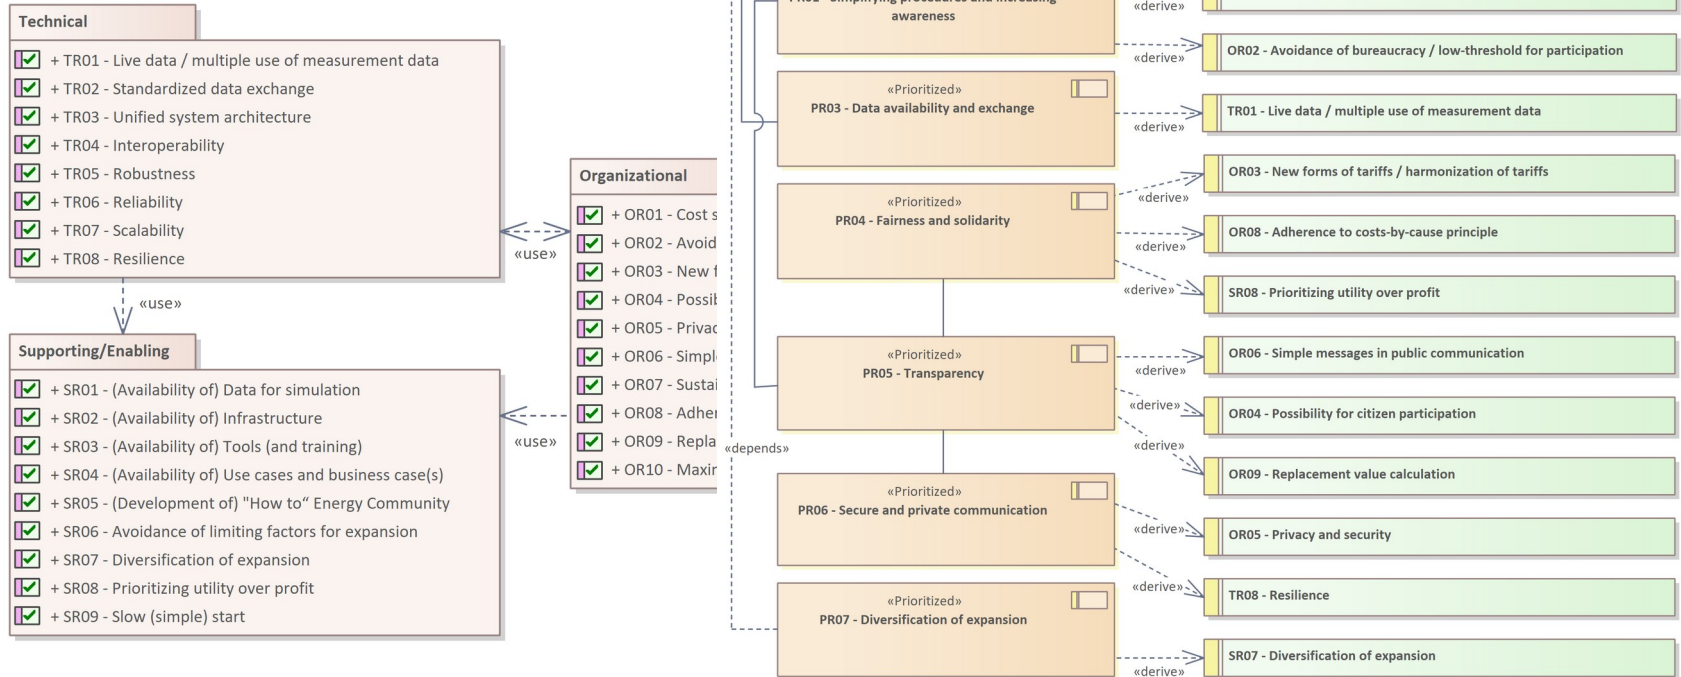 Technical
+ TR01 - Live data / multiple use of measurement data
+ TR02 - Standardized data exchange
+ TR03 - Unified system architecture
+ TR04 - Interoperability
+ TR05 - Robustness
+ TR06 - Reliability
+ TR07 - Scalability
+ TR08 - Resilience
«use»
«use»
Supporting/Enabling
+ SR01 - (Availability of) Data for simulation
+ SR02 - (Availability of) Infrastructure
+ SR03 - (Availability of) Tools (and training)
+ SR04 - (Availability of) Use cases and business case(s)
+ SR05 - (Development of) "How to“ Energy Community
+ SR06 - Avoidance of limiting factors for expansion
+ SR07 - Diversification of expansion
+ SR08 - Prioritizing utility over profit
+ SR09 - Slow (simple) start
«use»
Organizational
+ OR01 - Cost s
+ OR02 - Avoid
+ OR03 - New f
+ OR04 - Possib
+ OR05 - Privac
+ OR06 - Simpl
+ OR07 - Sustai
+ OR08 - Adher
+ OR09 - Repla
+ OR10 - Maxim
«depends»
PR01 - Simplifying procedures and increasing
awareness
«derive»
«derive»
OR02 - Avoidance of bureaucracy / low-threshold for participation
«Prioritized»
PR03 - Data availability and exchange
«derive»
TR01 - Live data / multiple use of measurement data
«Prioritized»
PR04 - Fairness and solidarity
«derive»
OR03 - New forms of tariffs / harmonization of tariffs
«derive»
OR08 - Adherence to costs-by-cause principle
«derive»
SR08 - Prioritizing utility over profit
«Prioritized»
PR05 - Transparency
«derive»
OR06 - Simple messages in public communication
«derive»
OR04 - Possibility for citizen participation
«derive»
OR09 - Replacement value calculation
«Prioritized»
PR06 - Secure and private communication
«derive»
OR05 - Privacy and security
«derive»
TR08 - Resilience
«Prioritized»
PR07 - Diversification of expansion
«derive»
SR07 - Diversification of expansion